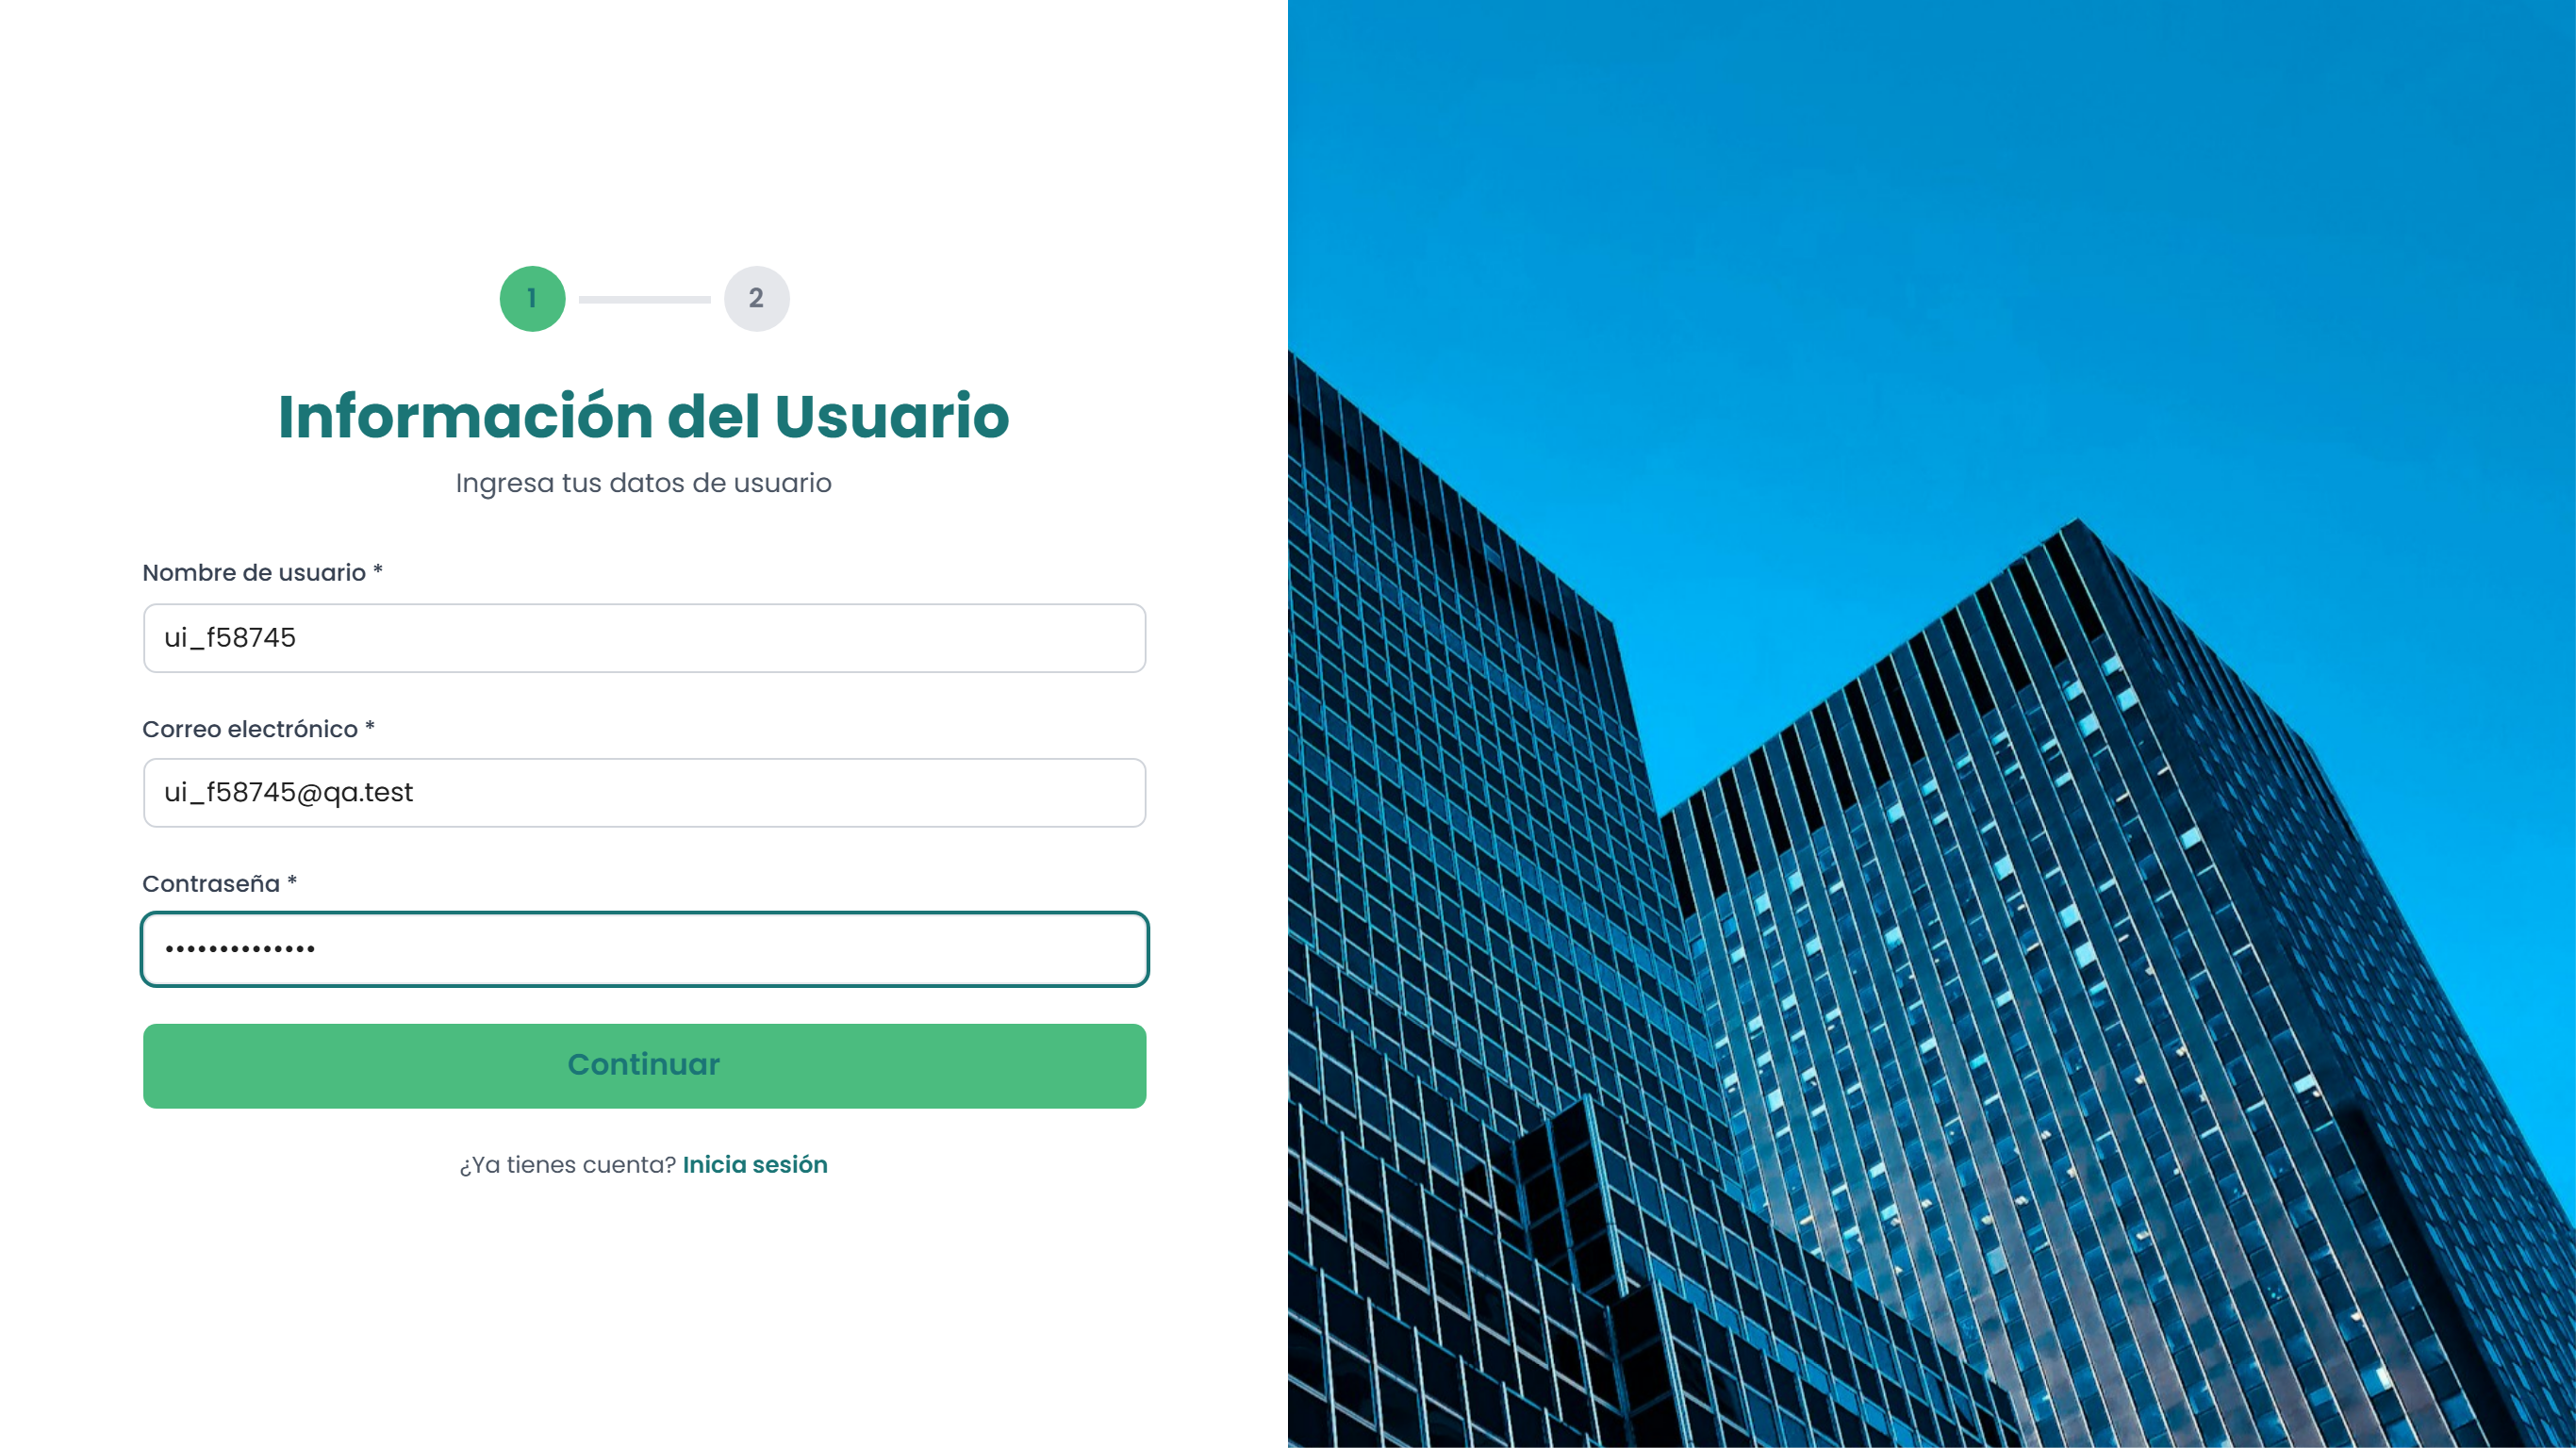 1 2
Información del Usuario
Ingresa tus datos de usuario
Nombre de usuario *
ui_f58745
Correo electrónico *
ui_f58745@qa.test
Contraseña *
••••••••••••••
Continuar
¿Ya tienes cuenta? Inicia sesión